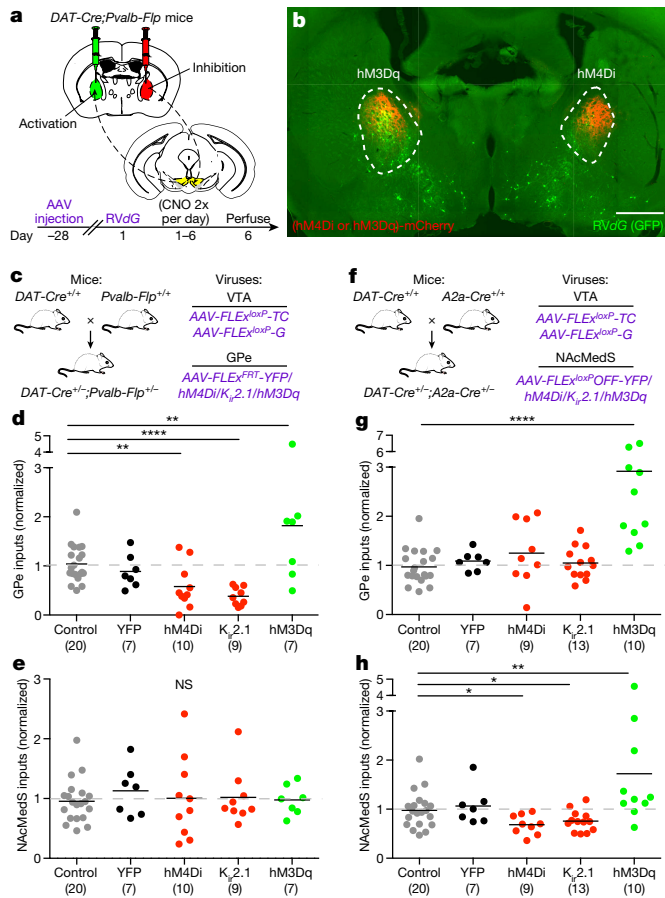 a
DAT-Cre;Pvalb-Flp mice
Inhibition
Activation
AAV injection
RVdG
(CNO 2x per day)
Perfuse
Day –28 1 1–6 6
b
hM3Dq
hM4Di
(hM4Di or hM3Dq)-mCherry
RVdG (GFP)
c
Mice:
DAT-Cre+/+ Pvalb-Flp+/+
×
DAT-Cre+/–;Pvalb-Flp+/–
Viruses:
VTA
AAV-FLExloxP-TC
AAV-FLExloxP-G
GPe
AAV-FLExFRT-YFP/
hM4Di/Kir2.1/hM3Dq
f
Mice:
DAT-Cre+/+ A2a-Cre+/+
×
DAT-Cre+/–;A2a-Cre+/–
Viruses:
VTA
AAV-FLExloxP-TC
AAV-FLExloxP-G
NAcMedS
AAV-FLExloxPOFF-YFP/
hM4Di/Kir2.1/hM3Dq
d
GPe inputs (normalized)
5
4
3
2
1
0
**
****
**
Control YFP hM4Di Kir2.1 hM3Dq
(20) (7) (10) (9) (7)
g
GPe inputs (normalized)
7
6
3
2
1
0
****
Control YFP hM4Di Kir2.1 hM3Dq
(20) (7) (9) (13) (10)
e
NAcMedS inputs (normalized)
3
2
1
0
NS
Control YFP hM4Di Kir2.1 hM3Dq
(20) (7) (10) (9) (7)
h
NAcMedS inputs (normalized)
5
4
3
2
1
0
**
*
*
Control YFP hM4Di Kir2.1 hM3Dq
(20) (7) (9) (13) (10)